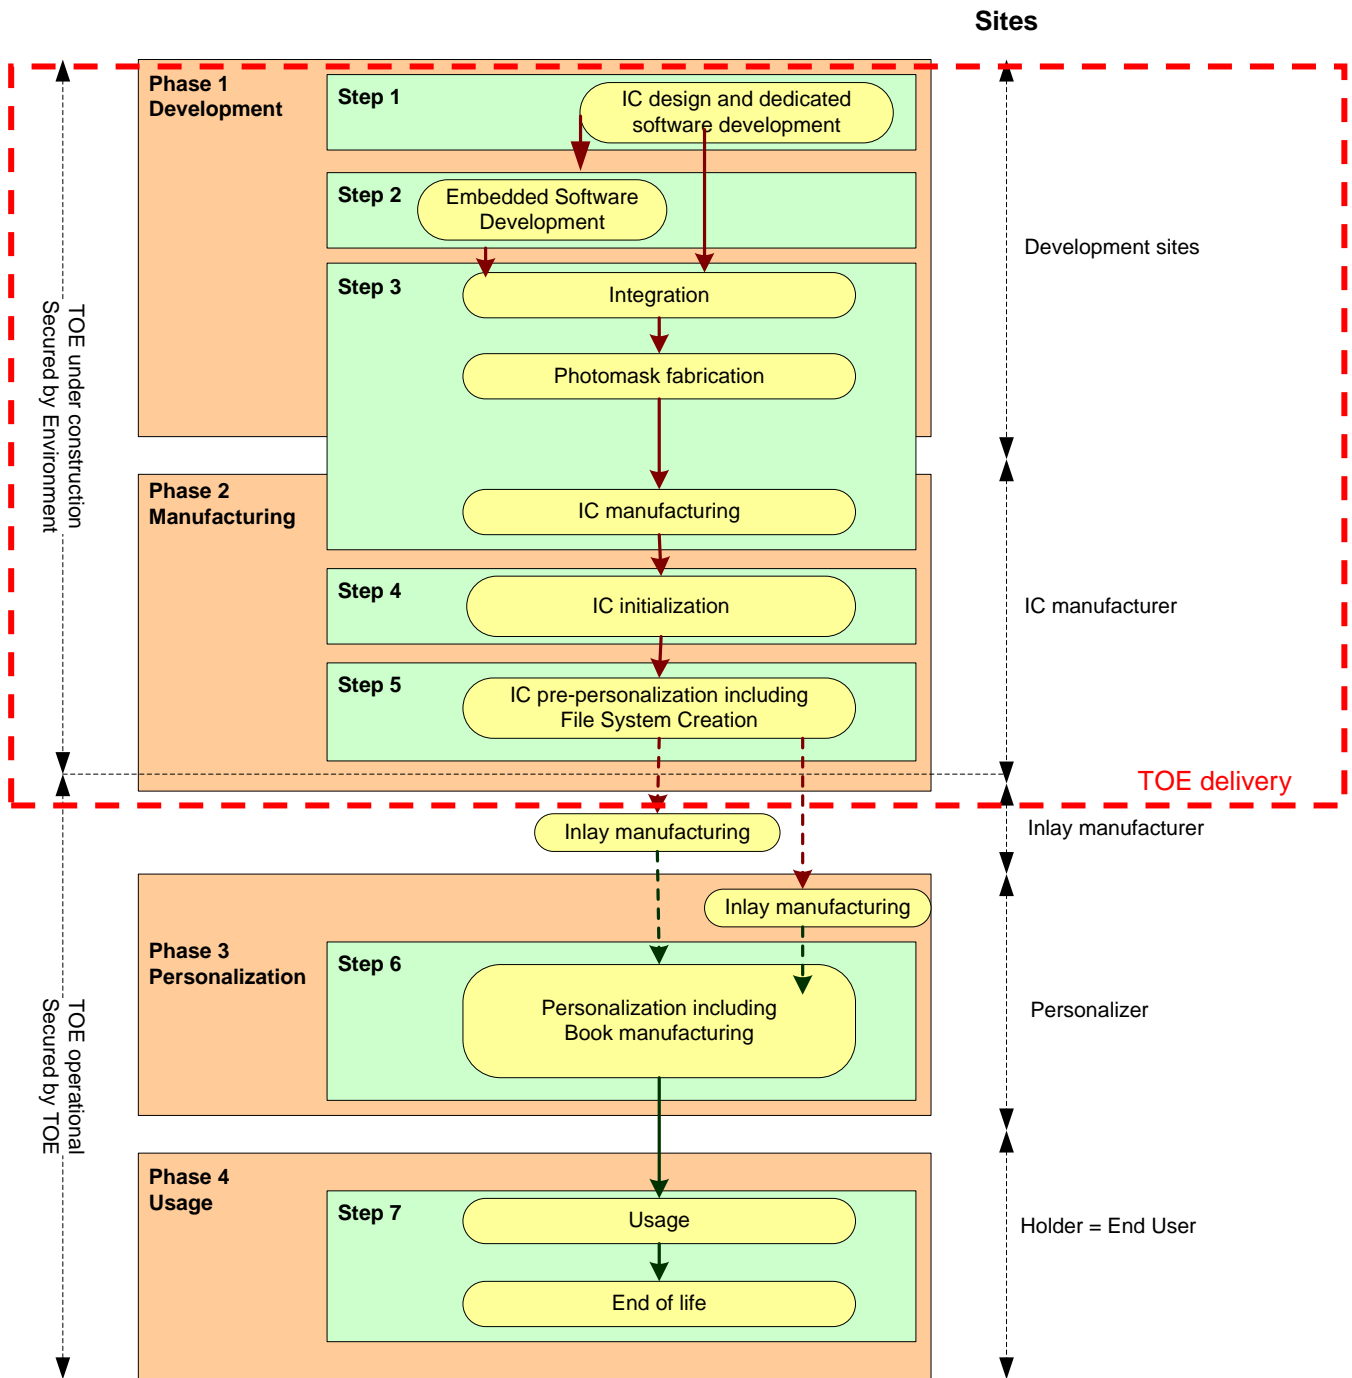 Sites
Phase 1
Development
Step 1
IC design and dedicated
software development
Step 2
Embedded Software
Development
Development sites
Step 3
Integration
TOE under construction
Secured by Environment
Photomask fabrication
Phase 2
Manufacturing
IC manufacturing
Step 4
IC initialization
IC manufacturer
Step 5
IC pre-personalization including
File System Creation
TOE delivery
Inlay manufacturing
Inlay manufacturer
Inlay manufacturing
Phase 3
Personalization
Step 6
Personalization including
Book manufacturing
Personalizer
TOE operational
Secured by TOE
Phase 4
Usage
Step 7
Usage
Holder = End User
End of life